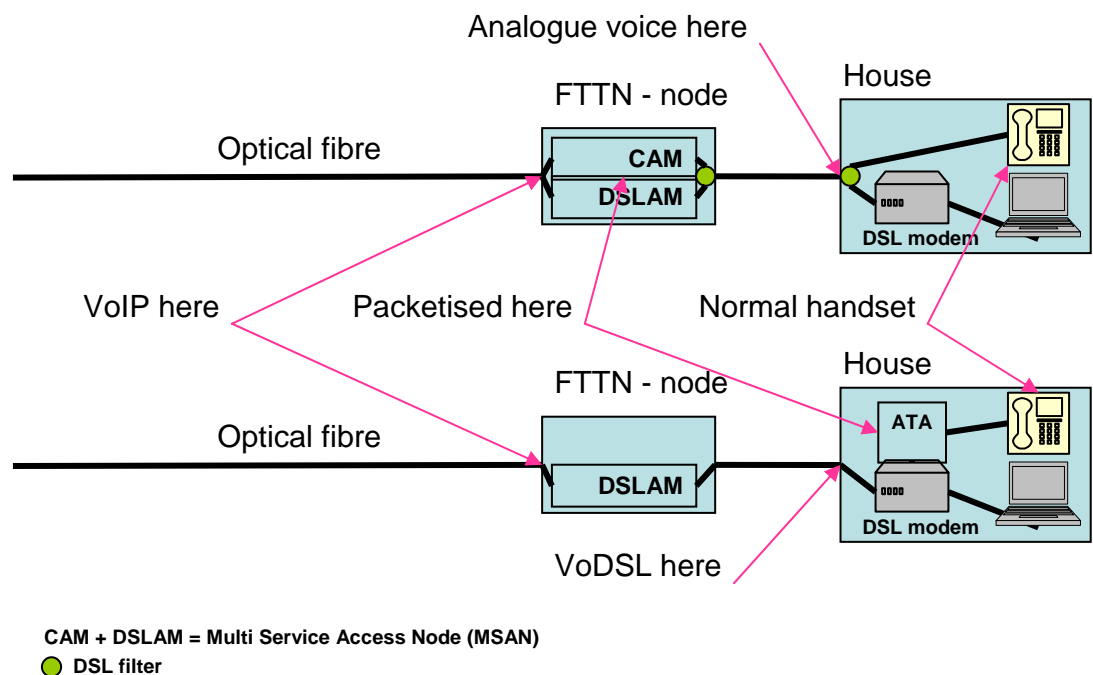 Analogue voice here
House
FTTN - node
Optical fibre
CAM
DSLAM
DSL modem
VoIP here
Packetised here
Normal handset
House
FTTN - node
Optical fibre
ATA
DSLAM
DSL modem
VoDSL here
CAM + DSLAM = Multi Service Access Node (MSAN)
DSL filter